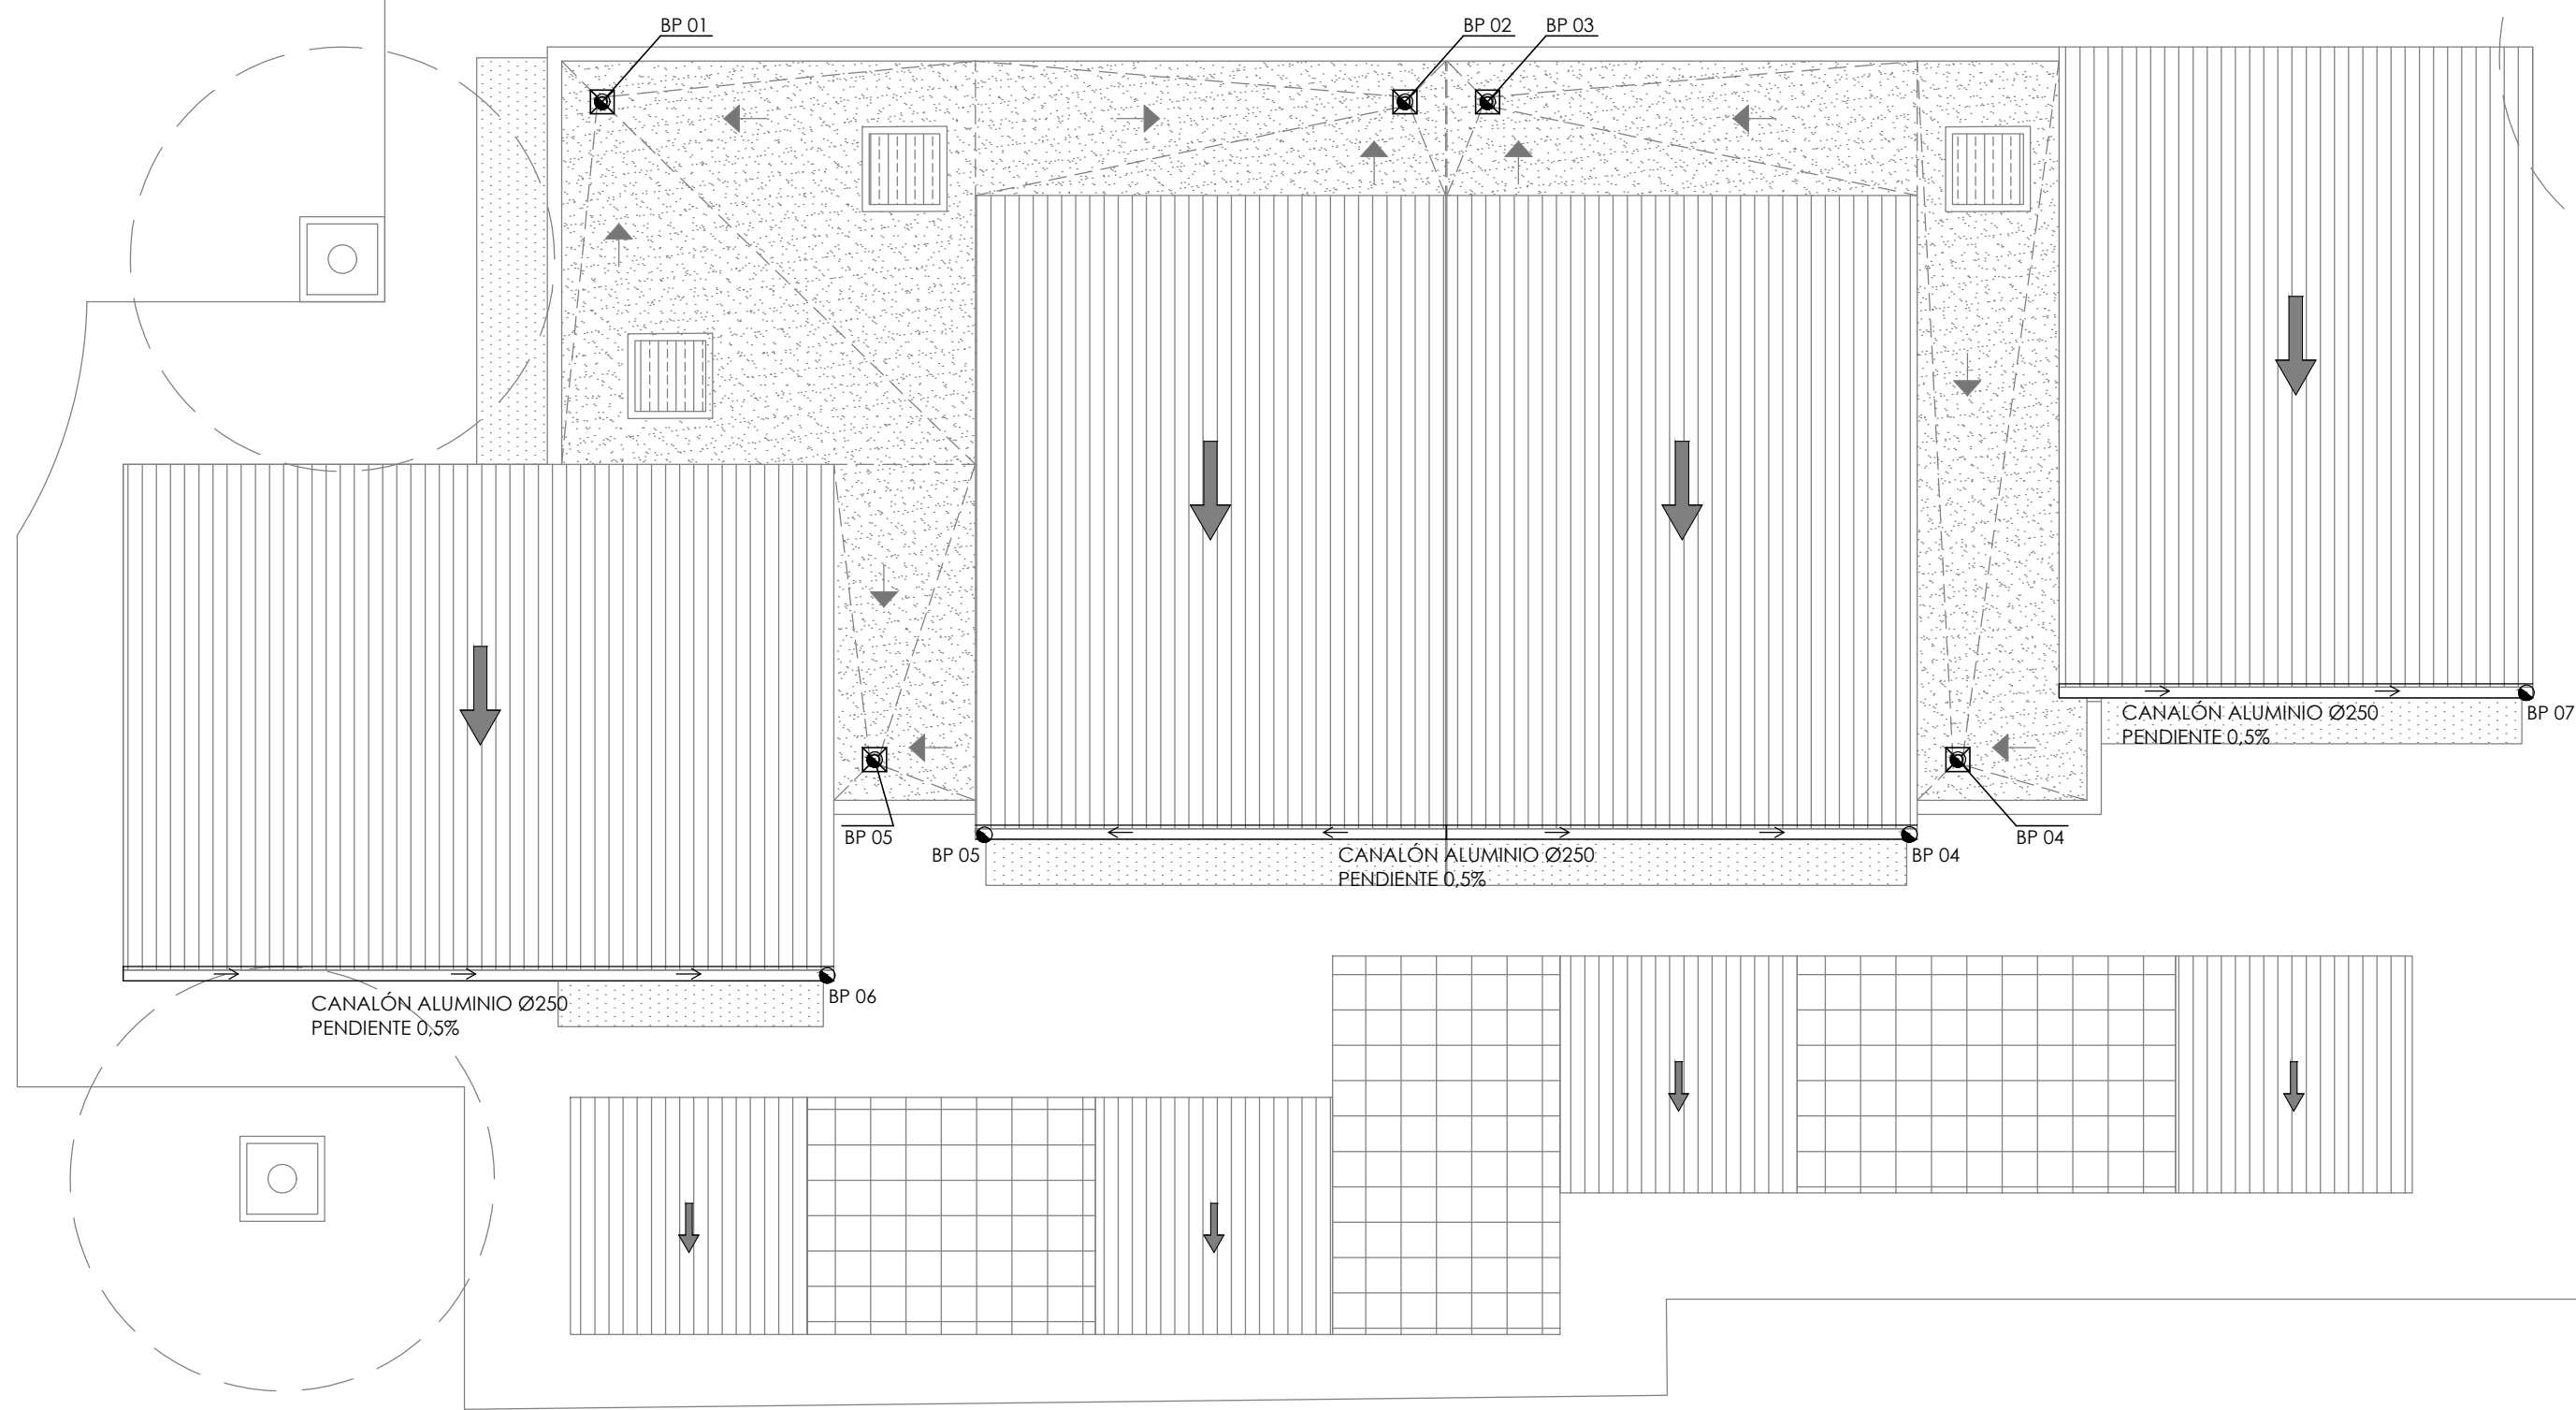 BP 01
BP 02
BP 03
CANALÓN ALUMINIO Ø250
PENDIENTE 0,5%
BP 07
BP 05
BP 04
BP 05
CANALÓN ALUMINIO Ø250
PENDIENTE 0,5%
BP 04
CANALÓN ALUMINIO Ø250
PENDIENTE 0,5%
BP 06